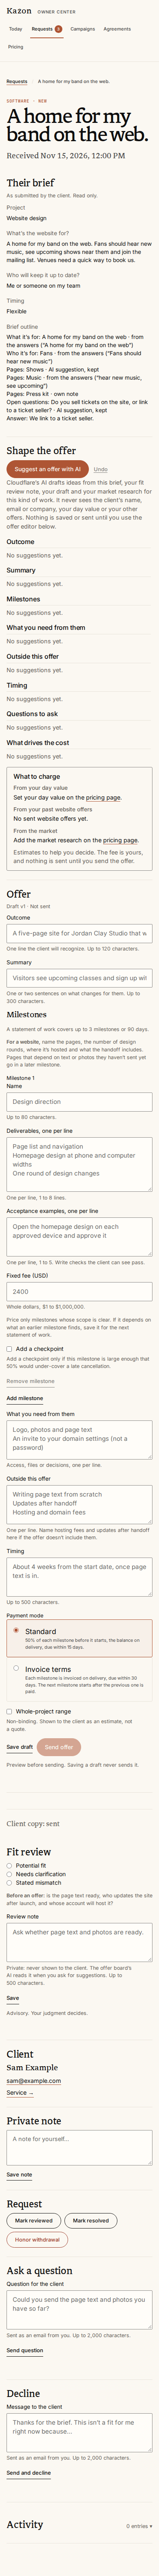 Kazon OWNER CENTER
Today Requests 1 Campaigns Agreements
Pricing
Requests A home for my band on the web.
SOFTWARE · NEW
A home for my
band on the web.
Received Nov 15, 2026, 12:00 PM
Their brief
As submitted by the client. Read only.
Project
Website design
What's the website for?
A home for my band on the web. Fans should hear new
music, see upcoming shows near them and join the
mailing list. Venues need a quick way to book us.
Who will keep it up to date?
Me or someone on my team
Timing
Flexible
Brief outline
What it's for: A home for my band on the web · from
the answers ("A home for my band on the web")
Who it's for: Fans · from the answers ("Fans should
hear new music")
Pages: Shows · AI suggestion, kept
Pages: Music · from the answers ("hear new music,
see upcoming")
Pages: Press kit · own note
Open questions: Do you sell tickets on the site, or link
to a ticket seller? · AI suggestion, kept
Answer: We link to a ticket seller.
Shape the offer
Suggest an offer with AI Undo
Cloudflare's AI drafts ideas from this brief, your fit
review note, your draft and your market research for
this kind of work. It never sees the client's name,
email or company, your day value or your other
offers. Nothing is saved or sent until you use the
offer editor below.
Outcome
No suggestions yet.
Summary
No suggestions yet.
Milestones
No suggestions yet.
What you need from them
No suggestions yet.
Outside this offer
No suggestions yet.
Timing
No suggestions yet.
Questions to ask
No suggestions yet.
What drives the cost
No suggestions yet.
What to charge
From your day value
Set your day value on the pricing page.
From your past website offers
No sent website offers yet.
From the market
Add the market research on the pricing page.
Estimates to help you decide. The fee is yours,
and nothing is sent until you send the offer.
Offer
Draft v1 · Not sent
Outcome
A five-page site for Jordan Clay Studio that w
One line the client will recognize. Up to 120 characters.
Summary
Visitors see upcoming classes and sign up wit
One or two sentences on what changes for them. Up to
300 characters.
Milestones
A statement of work covers up to 3 milestones or 90 days.
For a website, name the pages, the number of design
rounds, where it's hosted and what the handoff includes.
Pages that depend on text or photos they haven't sent yet
go in a later milestone.
Milestone 1
Name
Design direction
Up to 80 characters.
Deliverables, one per line
Page list and navigation
Homepage design at phone and computer
widths
One round of design changes
One per line, 1 to 8 lines.
Acceptance examples, one per line
Open the homepage design on each
approved device and approve it
One per line, 1 to 5. Write checks the client can see pass.
Fixed fee (USD)
2400
Whole dollars, $1 to $1,000,000.
Price only milestones whose scope is clear. If it depends on
what an earlier milestone finds, save it for the next
statement of work.
Add a checkpoint
Add a checkpoint only if this milestone is large enough that
50% would under-cover a late cancellation.
Remove milestone
Add milestone
What you need from them
Logo, photos and page text
An invite to your domain settings (not a
password)
Access, files or decisions, one per line.
Outside this offer
Writing page text from scratch
Updates after handoff
Hosting and domain fees
One per line. Name hosting fees and updates after handoff
here if the offer doesn't include them.
Timing
About 4 weeks from the start date, once page
text is in.
Up to 500 characters.
Payment mode
Standard
50% of each milestone before it starts; the balance on
delivery, due within 15 days.
Invoice terms
Each milestone is invoiced on delivery, due within 30
days. The next milestone starts after the previous one is
paid.
Whole-project range
Non-binding. Shown to the client as an estimate, not
a quote.
Save draft Send offer
Preview before sending. Saving a draft never sends it.
Client copy: sent
Fit review
Potential fit
Needs clarification
Stated mismatch
Before an offer: is the page text ready, who updates the site
after launch, and whose account will host it?
Review note
Ask whether page text and photos are ready.
Private: never shown to the client. The offer board's
AI reads it when you ask for suggestions. Up to
500 characters.
Save
Advisory. Your judgment decides.
Client
Sam Example
sam@example.com
Service →
Private note
A note for yourself...
Save note
Request
Mark reviewed Mark resolved
Honor withdrawal
Ask a question
Question for the client
Could you send the page text and photos you
have so far?
Sent as an email from you. Up to 2,000 characters.
Send question
Decline
Message to the client
Thanks for the brief. This isn't a fit for me
right now because...
Sent as an email from you. Up to 2,000 characters.
Send and decline
Activity 0 entries